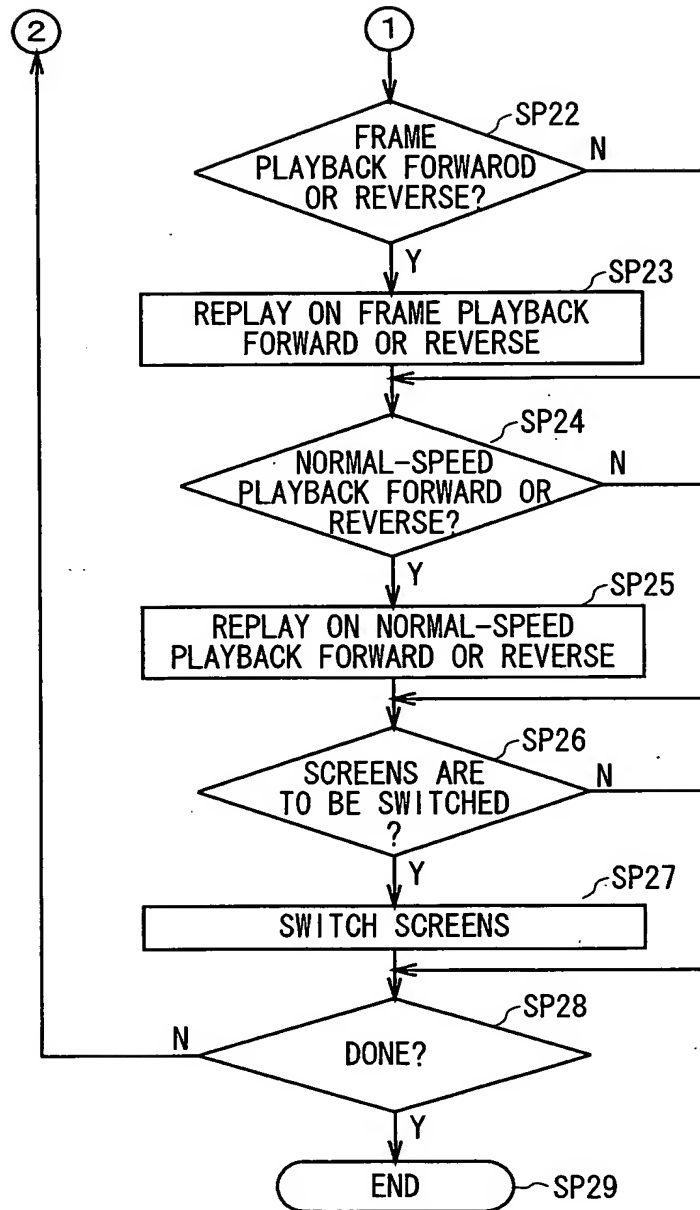 2
1
SP22
FRAME
PLAYBACK FORWAROD
OR REVERSE?
N
Y
SP23
REPLAY ON FRAME PLAYBACK
FORWARD OR REVERSE
SP24
NORMAL-SPEED
PLAYBACK FORWARD OR
REVERSE?
N
Y
SP25
REPLAY ON NORMAL-SPEED
PLAYBACK FORWARD OR REVERSE
SP26
SCREENS ARE
TO BE SWITCHED
?
N
Y
SP27
SWITCH SCREENS
SP28
N
DONE?
Y
END
SP29